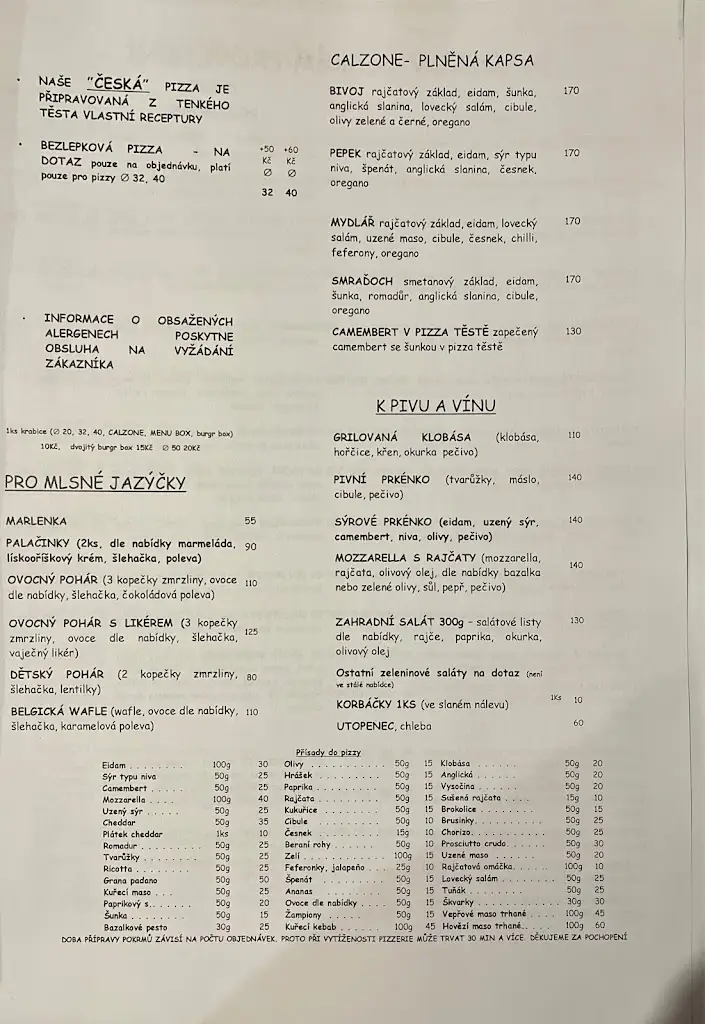 NAŠE "ČESKÁ" PIZZA JE
PŘIPRAVOVANÁ Z TENKÉHO
TĚSTA VLASTNÍ RECEPTURY
BEZLEPKOVÁ PIZZA - NA +50 +60
DOTAZ pouze na objednávku, platí Kč Kč
pouze pro pizzy Ø 32, 40 Ø Ø
32 40
INFORMACE O OBSAŽENÝCH
ALERGENECH POSKYTNE
OBSLUHA NA VYŽÁDÁNÍ
ZÁKAZNÍKA
1ks krabice (Ø 20, 32, 40, CALZONE, MENU BOX, burgr box)
10Kč, dvojitý burgr box 15Kč Ø 50 20Kč
PRO MLSNÉ JAZÝČKY
MARLENKA 55
PALAČINKY (2ks, dle nabídky marmeláda, 90
lískooříškový krém, šlehačka, poleva)
OVOCNÝ POHÁR (3 kopečky zmrzliny, ovoce 110
dle nabídky, šlehačka, čokoládová poleva)
OVOCNÝ POHÁR S LIKÉREM (3 kopečky
zmrzliny, ovoce dle nabídky, šlehačka, 125
vaječný likér)
DĚTSKÝ POHÁR (2 kopečky zmrzliny, 80
šlehačka, lentilky)
BELGICKÁ WAFLE (wafle, ovoce dle nabídky, 110
šlehačka, karamelová poleva)
CALZONE- PLNĚNÁ KAPSA
BIVOJ rajčatový základ, eidam, šunka, 170
anglická slanina, lovecký salám, cibule,
olivy zelené a černé, oregano
PEPEK rajčatový základ, eidam, sýr typu 170
niva, špenát, anglická slanina, česnek,
oregano
MYDLÁŘ rajčatový základ, eidam, lovecký 170
salám, uzené maso, cibule, česnek, chilli,
feferony, oregano
SMRAĎOCH smetanový základ, eidam, 170
šunka, romadůr, anglická slanina, cibule,
oregano
CAMEMBERT V PIZZA TĚSTĚ zapečený 130
camembert se šunkou v pizza těstě
K PIVU A VÍNU
GRILOVANÁ KLOBÁSA (klobása, 110
hořčice, křen, okurka pečivo)
PIVNÍ PRKÉNKO (tvarůžky, máslo, 140
cibule, pečivo)
SÝROVÉ PRKÉNKO (eidam, uzený sýr, 140
camembert, niva, olivy, pečivo)
MOZZARELLA S RAJČATY (mozzarella, 140
rajčata, olivový olej, dle nabídky bazalka
nebo zelené olivy, sůl, pepř, pečivo)
ZAHRADNÍ SALÁT 300g - salátové listy 130
dle nabídky, rajče, paprika, okurka,
olivový olej
Ostatní zeleninové saláty na dotaz (není
ve stálé nabídce)
KORBÁČKY 1KS (ve slaném nálevu) 1Ks 10
UTOPENEC, chleba 60
Přísady do pizzy
Eidam . . . . . . . . 100g 30
Sýr typu niva 50g 25
Camembert . . . . . 50g 25
Mozzarella . . . . 100g 40
Uzený sýr . . . . . . 50g 25
Cheddar 50g 35
Plátek cheddar 1ks 10
Romadur . . . . . . . . . 50g 25
Tvarůžky . . . . . . . . 50g 25
Ricotta . . . . . . . . . 50g 25
Grana padano 50g 50
Kuřecí maso . . . 50g 25
Paprikový s. . . . . . . 50g 20
Šunka . . . . . . . . . 50g 15
Bazalkové pesto 30g 25
Olivy . . . . . . . . . . . 50g 15
Hrášek . . . . . . . . . 50g 15
Paprika . . . . . . . . . 50g 15
Rajčata . . . . . . . . . 50g 15
Kukuřice . . . . . . . 50g 15
Cibule . . . . . . . . . 50g 10
Česnek . . . . . . . . . 15g 10
Beraní rohy . . . . . . 50g 15
Zelí . . . . . . . . . . . 100g 15
Feferonky, jalapeño . . . 25g 10
Špenát . . . . . . . . . 50g 15
Ananas . . . . . . . . . 50g 15
Ovoce dle nabídky . . . . 50g 15
Žampiony . . . . . 50g 15
Kuřecí kebab . . . . . . 100g 45
Klobása . . . . . . 50g 20
Anglická . . . . . . 50g 20
Vysočina . . . . . . 50g 20
Sušená rajčata . . . . 15g 10
Brokolice . . . . . . 50g 15
Brusinky. . . . . . . . . . 50g 25
Chorizo. . . . . . . . . . . 50g 25
Prosciutto crudo. . . . . 50g 30
Uzené maso . . . . . 50g 20
Rajčatová omáčka. . . . . 100g 10
Lovecký salám . . . . . . . 50g 25
Tuňák . . . . . . . . 50g 25
Škvarky . . . . . . . . . 30g 30
Vepřové maso trhané . . . . 100g 45
Hovězí maso trhané. . . . . 100g 60
DOBA PŘÍPRAVY POKRMŮ ZÁVISÍ NA POČTU OBJEDNÁVEK, PROTO PŘI VYTÍŽENOSTI PIZZERIE MŮŽE TRVAT 30 MIN A VÍCE. DĚKUJEME ZA POCHOPENÍ